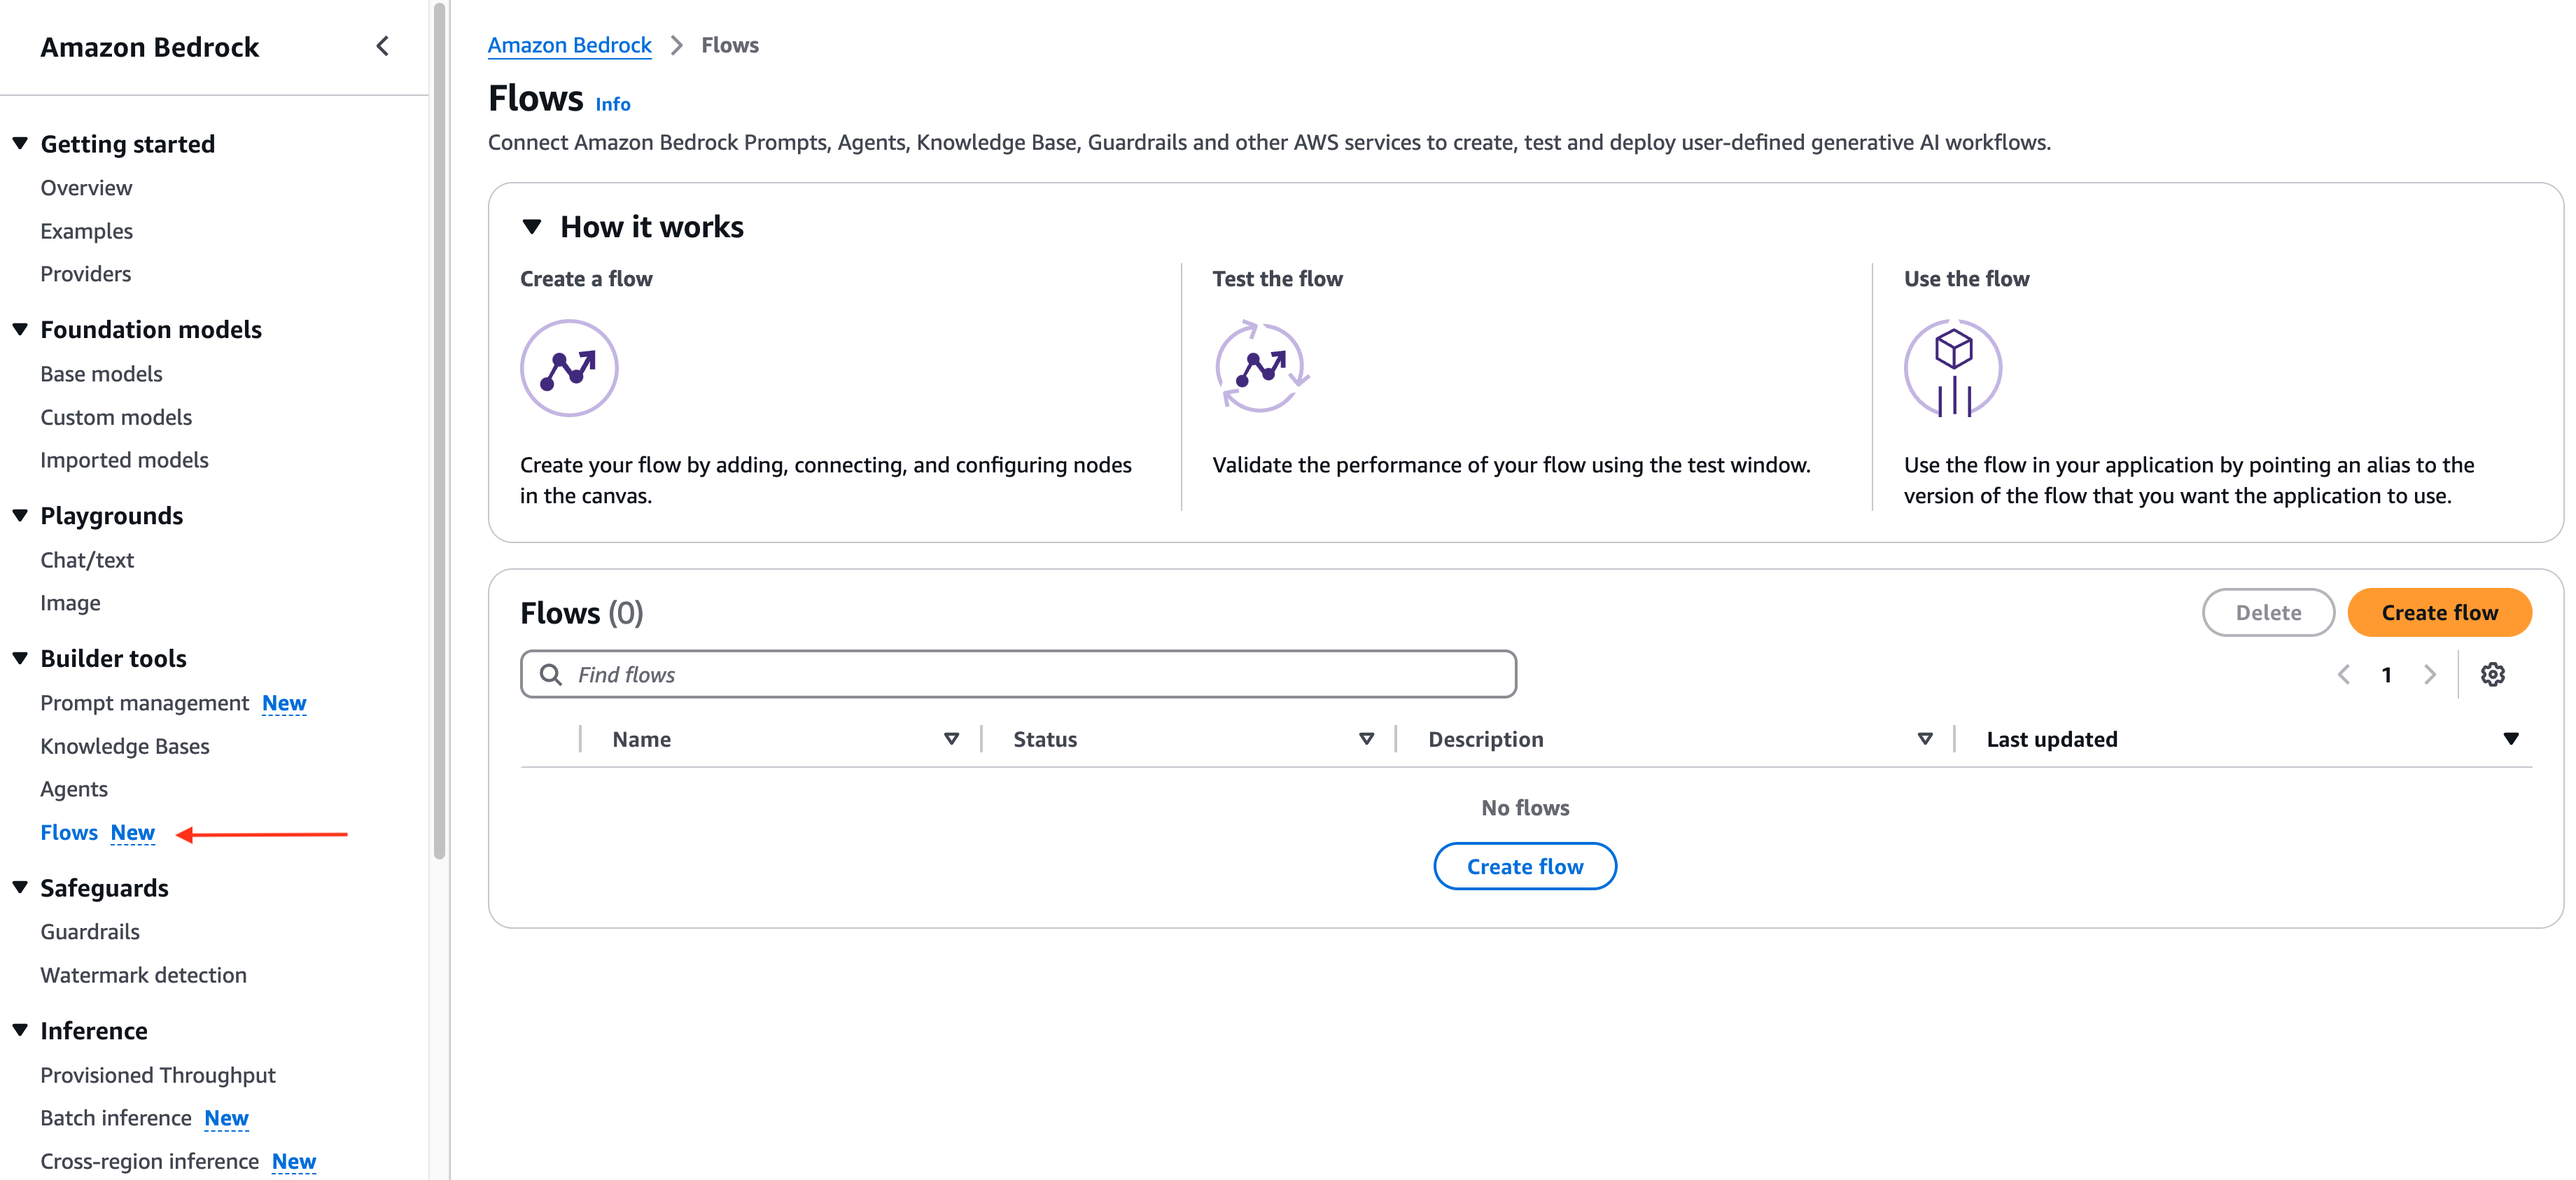 Amazon Bedrock
Getting started
Overview
Examples
Providers
Foundation models
Base models
Custom models
Imported models
Playgrounds
Chat/text
Image
Builder tools
Prompt management New
Knowledge Bases
Agents
Flows New
Safeguards
Guardrails
Watermark detection
Inference
Provisioned Throughput
Batch inference New
Cross-region inference New
Amazon Bedrock > Flows
Flows Info
Connect Amazon Bedrock Prompts, Agents, Knowledge Base, Guardrails and other AWS services to create, test and deploy user-defined generative AI workflows.
How it works
Create a flow
Create your flow by adding, connecting, and configuring nodes
in the canvas.
Test the flow
Validate the performance of your flow using the test window.
Use the flow
Use the flow in your application by pointing an alias to the
version of the flow that you want the application to use.
Flows (0)
Delete
Create flow
Find flows
1
Name
Status
Description
Last updated
No flows
Create flow